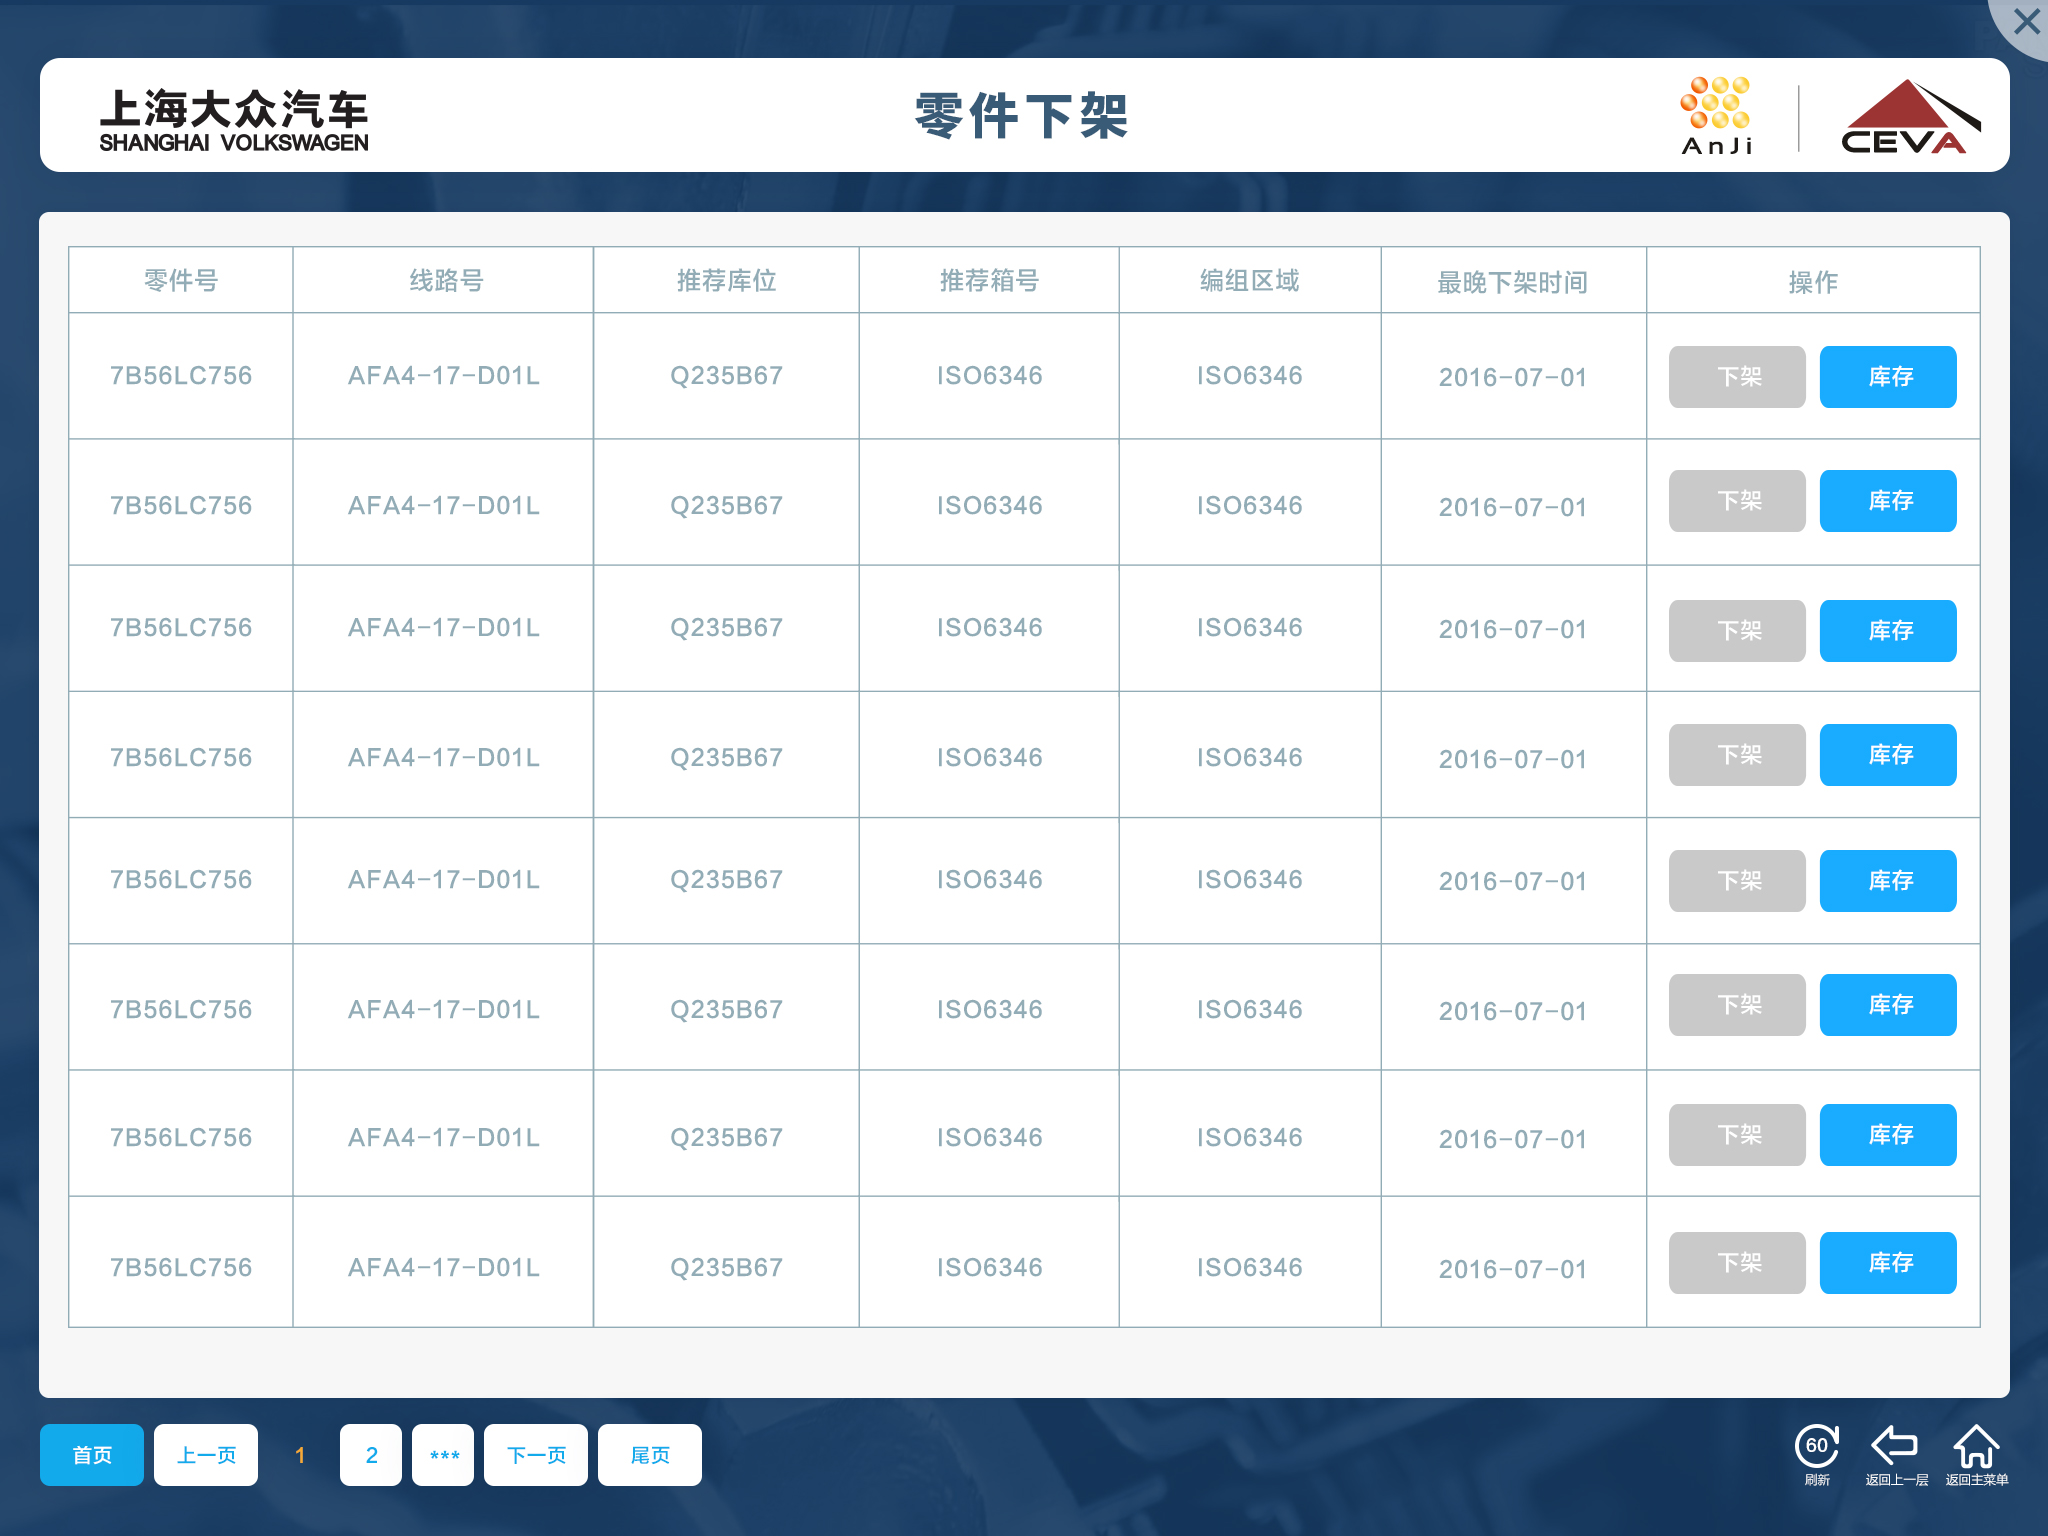 上海大众汽车
SHANGHAI VOLKSWAGEN
零件下架
AnJi
CEVA
零件号 线路号 推荐库位 推荐箱号 编组区域 最晚下架时间 操作
7B56LC756 AFA4-17-D01L Q235B67 ISO6346 ISO6346 2016-07-01 下架 库存
7B56LC756 AFA4-17-D01L Q235B67 ISO6346 ISO6346 2016-07-01 下架 库存
7B56LC756 AFA4-17-D01L Q235B67 ISO6346 ISO6346 2016-07-01 下架 库存
7B56LC756 AFA4-17-D01L Q235B67 ISO6346 ISO6346 2016-07-01 下架 库存
7B56LC756 AFA4-17-D01L Q235B67 ISO6346 ISO6346 2016-07-01 下架 库存
7B56LC756 AFA4-17-D01L Q235B67 ISO6346 ISO6346 2016-07-01 下架 库存
7B56LC756 AFA4-17-D01L Q235B67 ISO6346 ISO6346 2016-07-01 下架 库存
7B56LC756 AFA4-17-D01L Q235B67 ISO6346 ISO6346 2016-07-01 下架 库存
首页 上一页 1 2 *** 下一页 尾页
60
刷新 返回上一层 返回主菜单